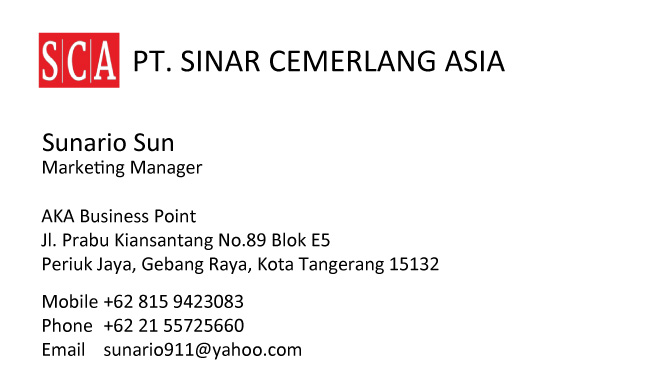 SCA PT. SINAR CEMERLANG ASIA
Sunario Sun
Marketing Manager
AKA Business Point
Jl. Prabu Kiansantang No.89 Blok E5
Periuk Jaya, Gebang Raya, Kota Tangerang 15132
Mobile +62 815 9423083
Phone +62 21 55725660
Email sunario911@yahoo.com